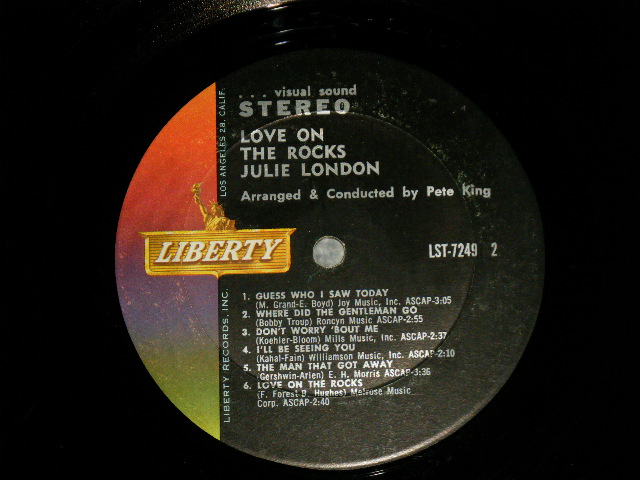 . . . visual sound
STEREO
LOVE ON
THE ROCKS
JULIE LONDON
Arranged & Conducted by Pete King
LIBERTY
LST-7249 2
1. GUESS WHO I SAW TODAY
(M. Grand-E. Boyd) Joy Music, Inc. ASCAP-3:05
2. WHERE DID THE GENTLEMAN GO
(Bobby Troup) Roncyn Music ASCAP-2:55
3. DON'T WORRY 'BOUT ME
(Koehler-Bloom) Mills Music, Inc. ASCAP-2:37
4. I'LL BE SEEING YOU
(Kahal-Fain) Williamson Music, Inc. ASCAP-2:10
5. THE MAN THAT GOT AWAY
(Gershwin-Arlen) E. H. Morris ASCAP-3:36
6. LOVE ON THE ROCKS
(F. Forest D. Hughes) Melrose Music
Corp. ASCAP-2:40
LIBERTY RECORDS, INC.
LOS ANGELES 28, CALIF.